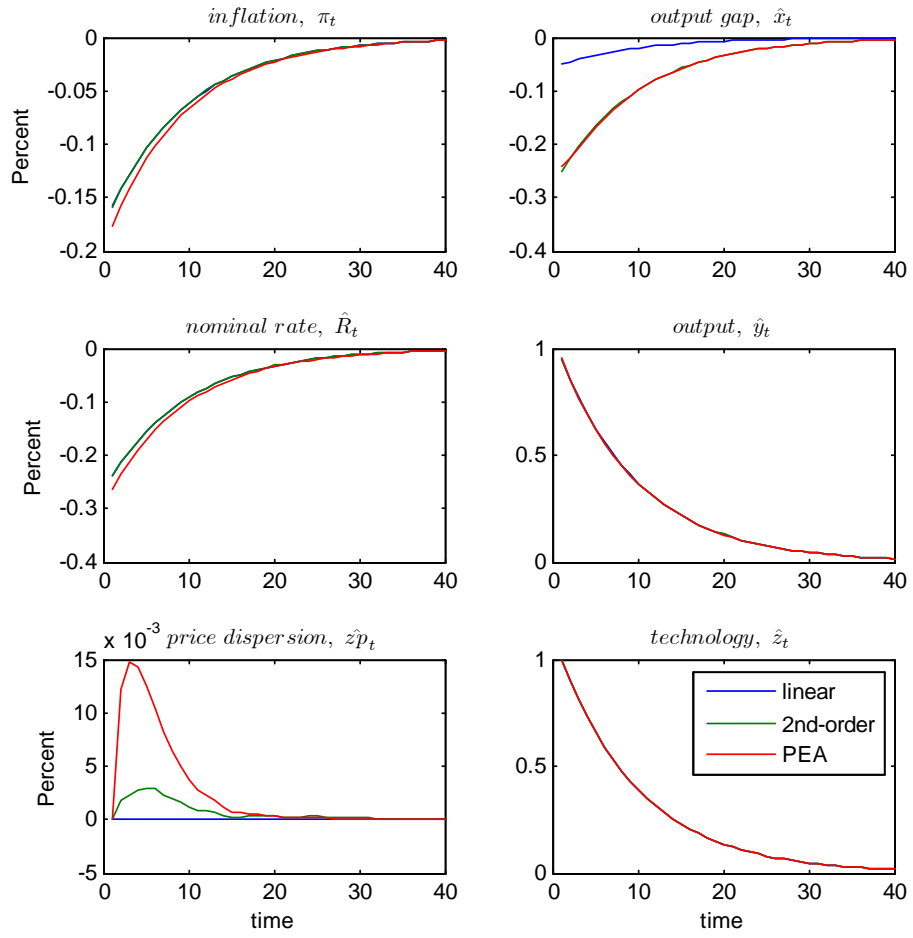 inflation, π_t
0
-0.05
-0.1
-0.15
-0.2
0 10 20 30 40
Percent
output gap, x̂_t
0
-0.1
-0.2
-0.3
-0.4
0 10 20 30 40
nominal rate, R̂_t
0
-0.1
-0.2
-0.3
-0.4
0 10 20 30 40
Percent
output, ŷ_t
1
0.5
0
0 10 20 30 40
x 10^-3 price dispersion, ẑp_t
15
10
5
0
-5
0 10 20 30 40
Percent
time
technology, ẑ_t
1
0.5
0
0 10 20 30 40
linear
2nd-order
PEA
time